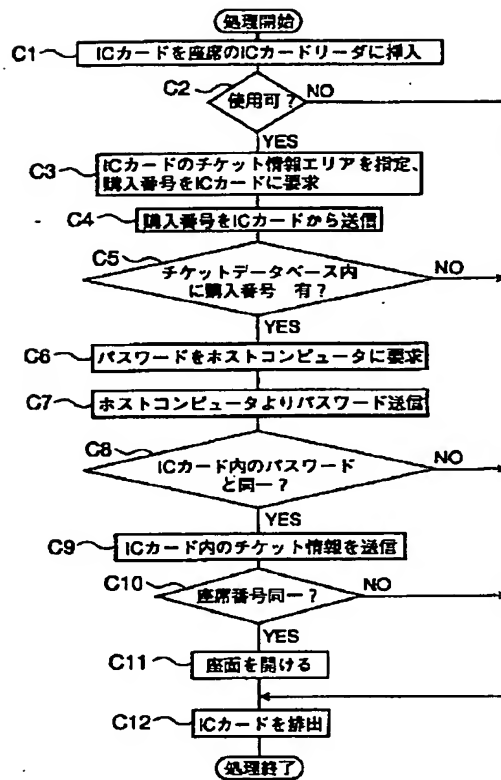 処理開始
C1
ICカードを座席のICカードリーダに挿入
C2
使用可?
NO
YES
C3
ICカードのチケット情報エリアを指定、
購入番号をICカードに要求
C4
購入番号をICカードから送信
C5
チケットデータベース内
に購入番号 有?
NO
YES
C6
パスワードをホストコンピュータに要求
C7
ホストコンピュータよりパスワード送信
C8
ICカード内のパスワード
と同一?
NO
YES
C9
ICカード内のチケット情報を送信
C10
座席番号同一?
NO
YES
C11
座面を開ける
C12
ICカードを排出
処理終了